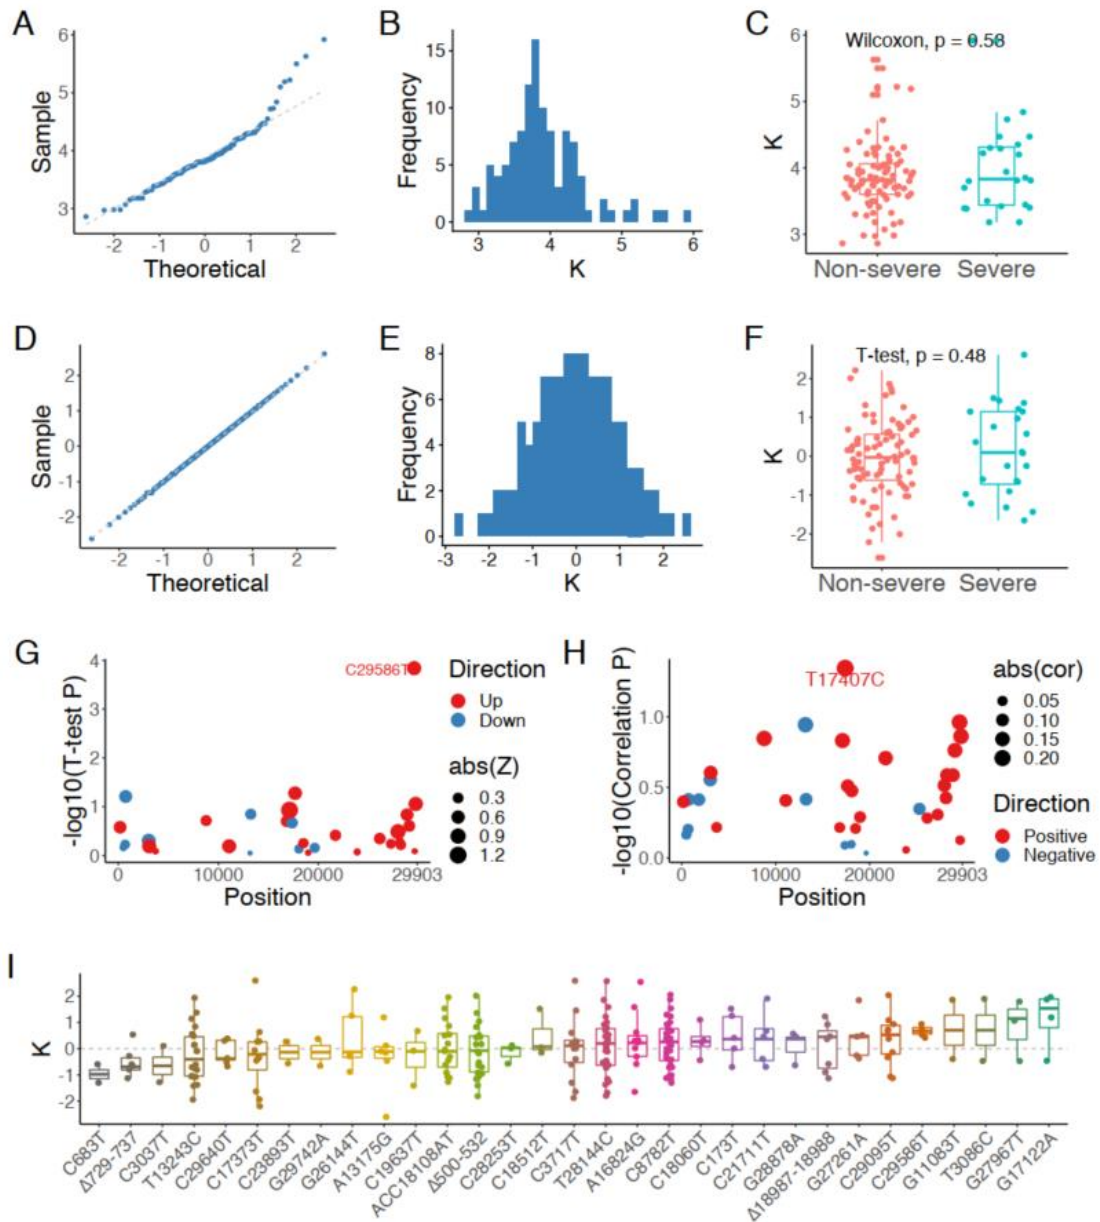 A
6
5
4
3
Sample
-2 -1 0 1 2
Theoretical
B
15
10
5
0
Frequency
3 4 5 6
K
C
Wilcoxon, p = 0.58
6
5
4
3
K
Non-severe Severe
D
2
1
0
-1
-2
Sample
-2 -1 0 1 2
Theoretical
E
8
6
4
2
0
Frequency
-3 -2 -1 0 1 2
K
F
T-test, p = 0.48
2
1
0
-1
-2
K
Non-severe Severe
G
4
3
2
1
0
-log10(T-test P)
C29586T
0 10000 20000 29903
Position
Direction
Up
Down
abs(Z)
0.3
0.6
0.9
1.2
H
1.0
0.5
0.0
-log10(Correlation P)
T17407C
0 10000 20000 29903
Position
abs(cor)
0.05
0.10
0.15
0.20
Direction
Positive
Negative
I
2
1
0
-1
-2
K
C683T
Δ729-737
C3037T
T13243C
C29640T
C17373T
C23893T
G29742A
G26144T
A13175G
C19637T
ACC18108AT
Δ500-532
C28253T
C18512T
C3717T
T28144C
A16824G
C8782T
C18060T
C173T
C21711T
G28878A
Δ18987-18988
G27261A
C29095T
C29586T
G11083T
T3086C
G27967T
G17122A